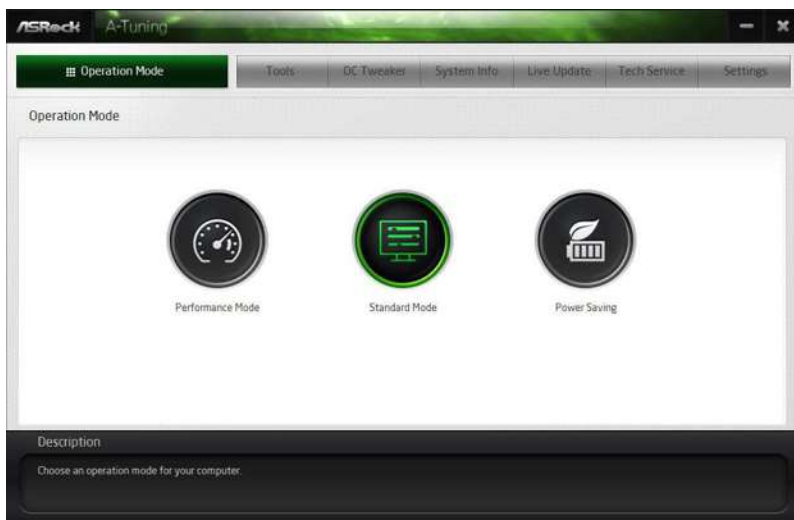 ASRock A-Tuning
Operation Mode Tools OC Tweaker System Info Live Update Tech Service Settings
Operation Mode
Performance Mode Standard Mode Power Saving
Description
Choose an operation mode for your computer.